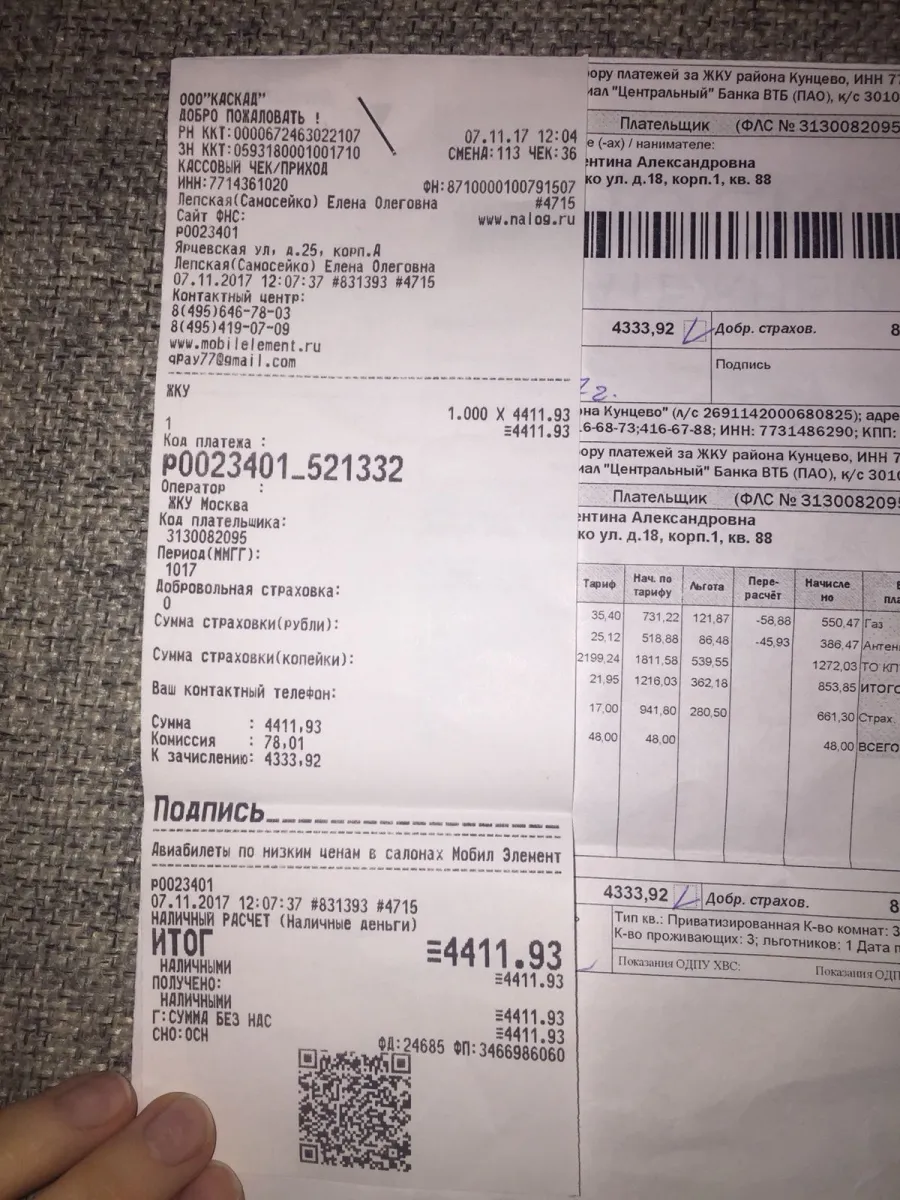 ООО"КАСКАД"
ДОБРО ПОЖАЛОВАТЬ !
РН ККТ:0000672463022107 07.11.17 12:04
ЗН ККТ:0593180001001710 СМЕНА:113 ЧЕК:36
КАССОВЫЙ ЧЕК/ПРИХОД
ИНН:7714361020 ФН:8710000100791507
Лепская(Самосейко) Елена Олеговна #4715
Сайт ФНС: www.nalog.ru
P0023401
Ярцевская ул, д.25, корп.А
Лепская(Самосейко) Елена Олеговна
07.11.2017 12:07:37 #831393 #4715
Контактный центр:
8(495)646-78-03
8(495)419-07-09
www.mobilelement.ru
qPay77@gmail.com
ЖКУ
1.000 X 4411.93
1 ≡4411.93
Код платежа :
P0023401_521332
Оператор :
ЖКУ Москва
Код плательщика:
3130082095
Период(ММГГ):
1017
Добровольная страховка:
0
Сумма страховки(рубли):
Сумма страховки(копейки):
Ваш контактный телефон:
Сумма : 4411,93
Комиссия : 78,01
К зачислению: 4333,92
Подпись
Авиабилеты по низким ценам в салонах Мобил Элемент
P0023401
07.11.2017 12:07:37 #831393 #4715
НАЛИЧНЫЙ РАСЧЕТ (Наличные деньги)
ИТОГ ≡4411.93
НАЛИЧНЫМИ ≡4411.93
ПОЛУЧЕНО:
НАЛИЧНЫМИ ≡4411.93
Г:СУММА БЕЗ НДС ≡4411.93
СНО:ОСН ФД:24685 ФП:3466986060
ору платежей за ЖКУ района Кунцево, ИНН 77
иал "Центральный" Банка ВТБ (ПАО), к/с 3010
Плательщик (ФЛС № 3130082095
е (-ах) / нанимателе:
нтина Александровна
ко ул. д.18, корп.1, кв. 88
4333,92 Добр. страхов. 8
Подпись
г.
на Кунцево" (л/с 2691142000680825); адре
6-68-73;416-67-88; ИНН: 7731486290; КПП:
ору платежей за ЖКУ района Кунцево, ИНН 7
иал "Центральный" Банка ВТБ (ПАО), к/с 3010
Плательщик (ФЛС № 313008209
ентина Александровна
ко ул. д.18, корп.1, кв. 88
Тариф Нач. по тарифу Льгота Пере-расчёт Начисле но пла
35,40 731,22 121,87 -58,88 550,47 Газ
25,12 518,88 86,48 -45,93 386,47 Антен
2199,24 1811,58 539,55 1272,03 ТО КП
21,95 1216,03 362,18 853,85 ИТОГО
17,00 941,80 280,50 661,30 Страх.
48,00 48,00 48,00 ВСЕГО
4333,92 Добр. страхов. 8
Тип кв.: Приватизированная К-во комнат: 3
К-во проживающих: 3; льготников: 1 Дата п
Показания ОДПУ ХВС: Показания ОДП